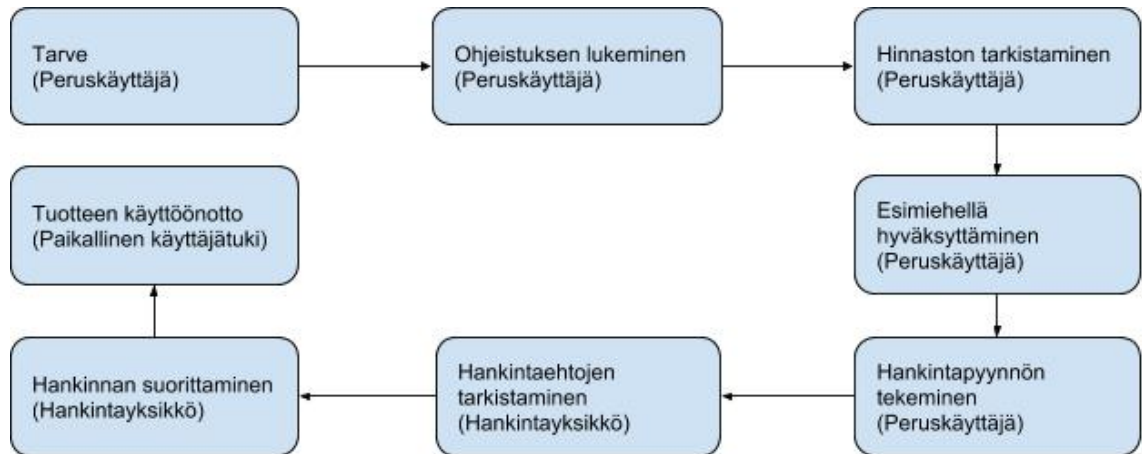 Tarve
(Peruskäyttäjä)
Ohjeistuksen lukeminen
(Peruskäyttäjä)
Hinnaston tarkistaminen
(Peruskäyttäjä)
Esimiehellä
hyväksyttäminen
(Peruskäyttäjä)
Hankintapyynnön
tekeminen
(Peruskäyttäjä)
Hankintaehtojen
tarkistaminen
(Hankintayksikkö)
Hankinnan suorittaminen
(Hankintayksikkö)
Tuotteen käyttöönotto
(Paikallinen käyttäjätuki)